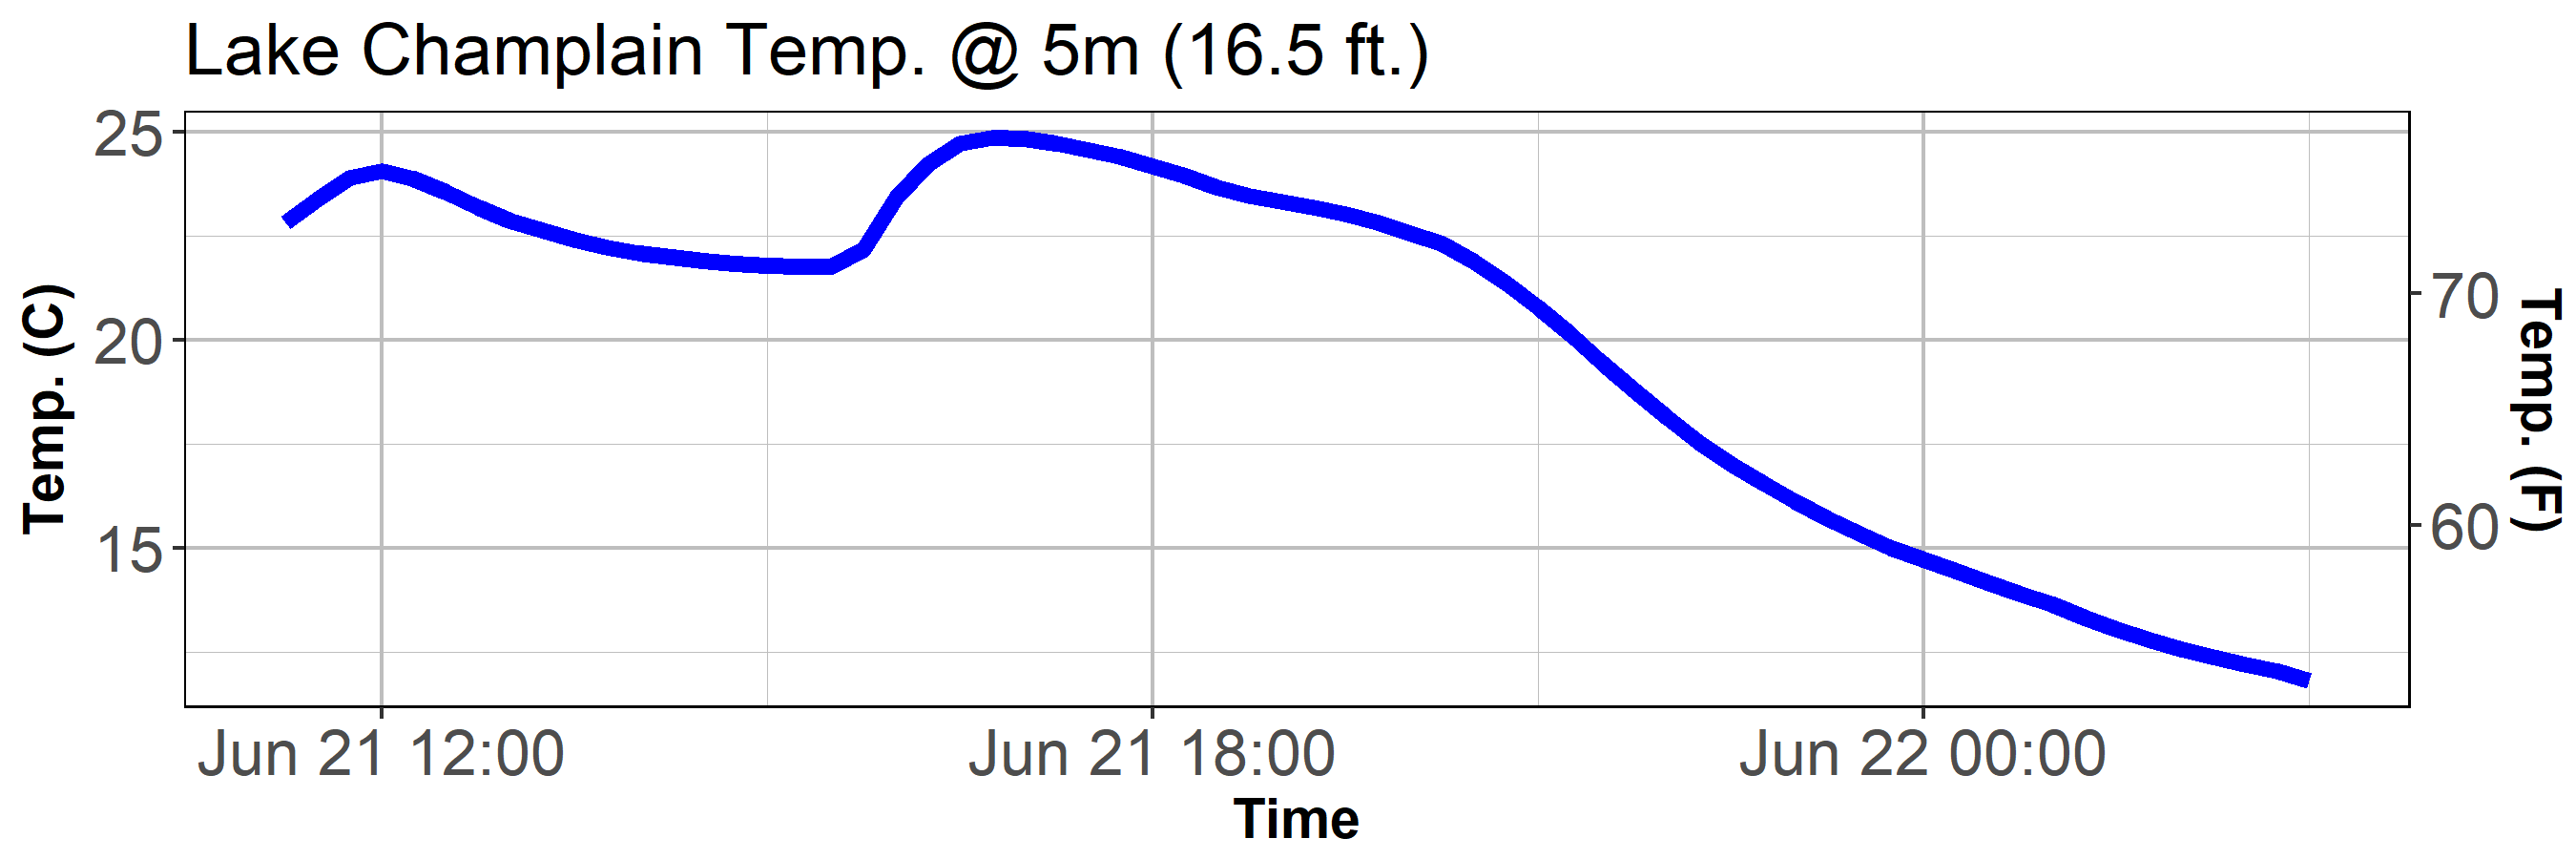 Lake Champlain Temp. @ 5m (16.5 ft.)
25
20
15
Temp. (C)
70
60
Temp. (F)
Jun 21 12:00
Jun 21 18:00
Jun 22 00:00
Time